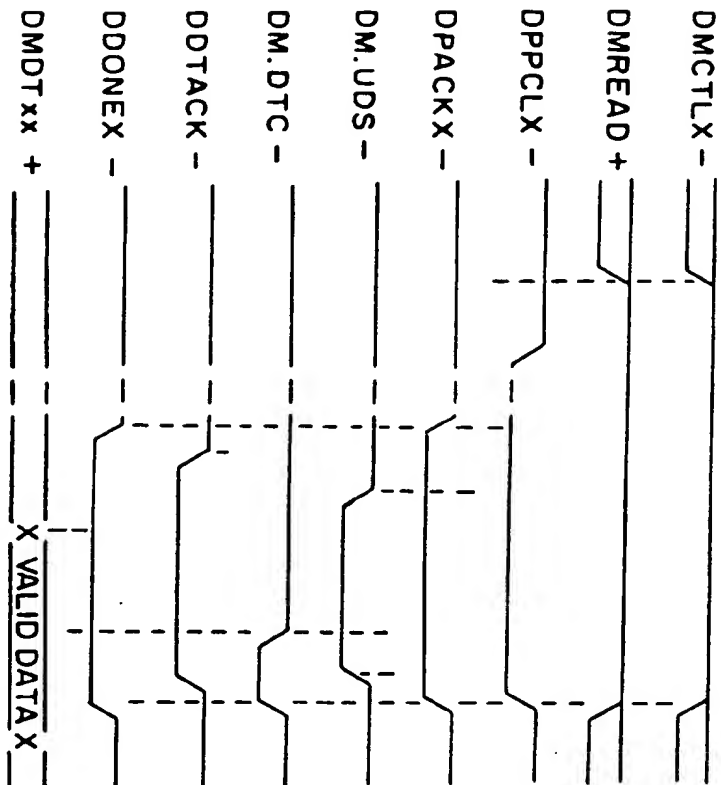 DMCTLX -
DMREAD +
DPPCLX -
DPACKX -
DM.UDS -
DM.DTC -
DDTACK -
DDONEX -
DMDTxx +
X VALID DATA X